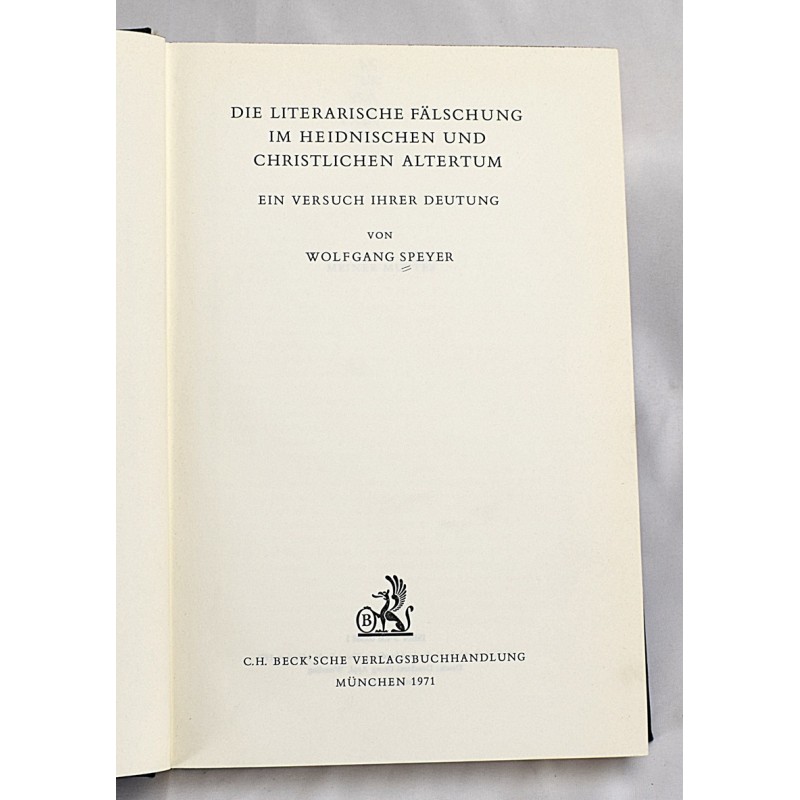 DIE LITERARISCHE FÄLSCHUNG
IM HEIDNISCHEN UND
CHRISTLICHEN ALTERTUM
EIN VERSUCH IHRER DEUTUNG
VON
WOLFGANG SPEYER
B
C.H. BECK'SCHE VERLAGSBUCHHANDLUNG
MÜNCHEN 1971